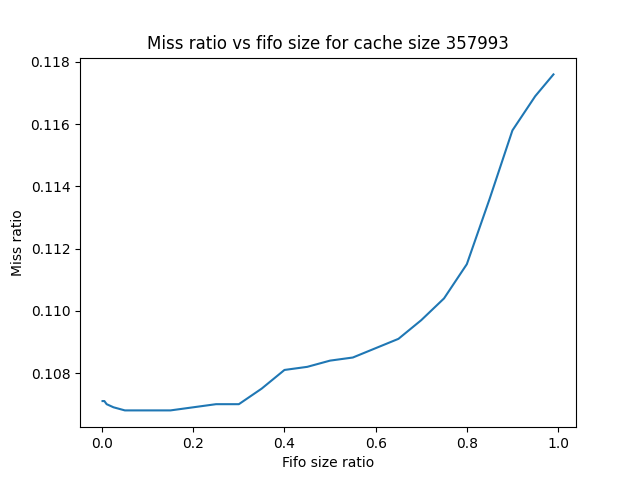 Miss ratio vs fifo size for cache size 357993
0.118
0.116
0.114
0.112
0.110
0.108
Miss ratio
0.0 0.2 0.4 0.6 0.8 1.0
Fifo size ratio